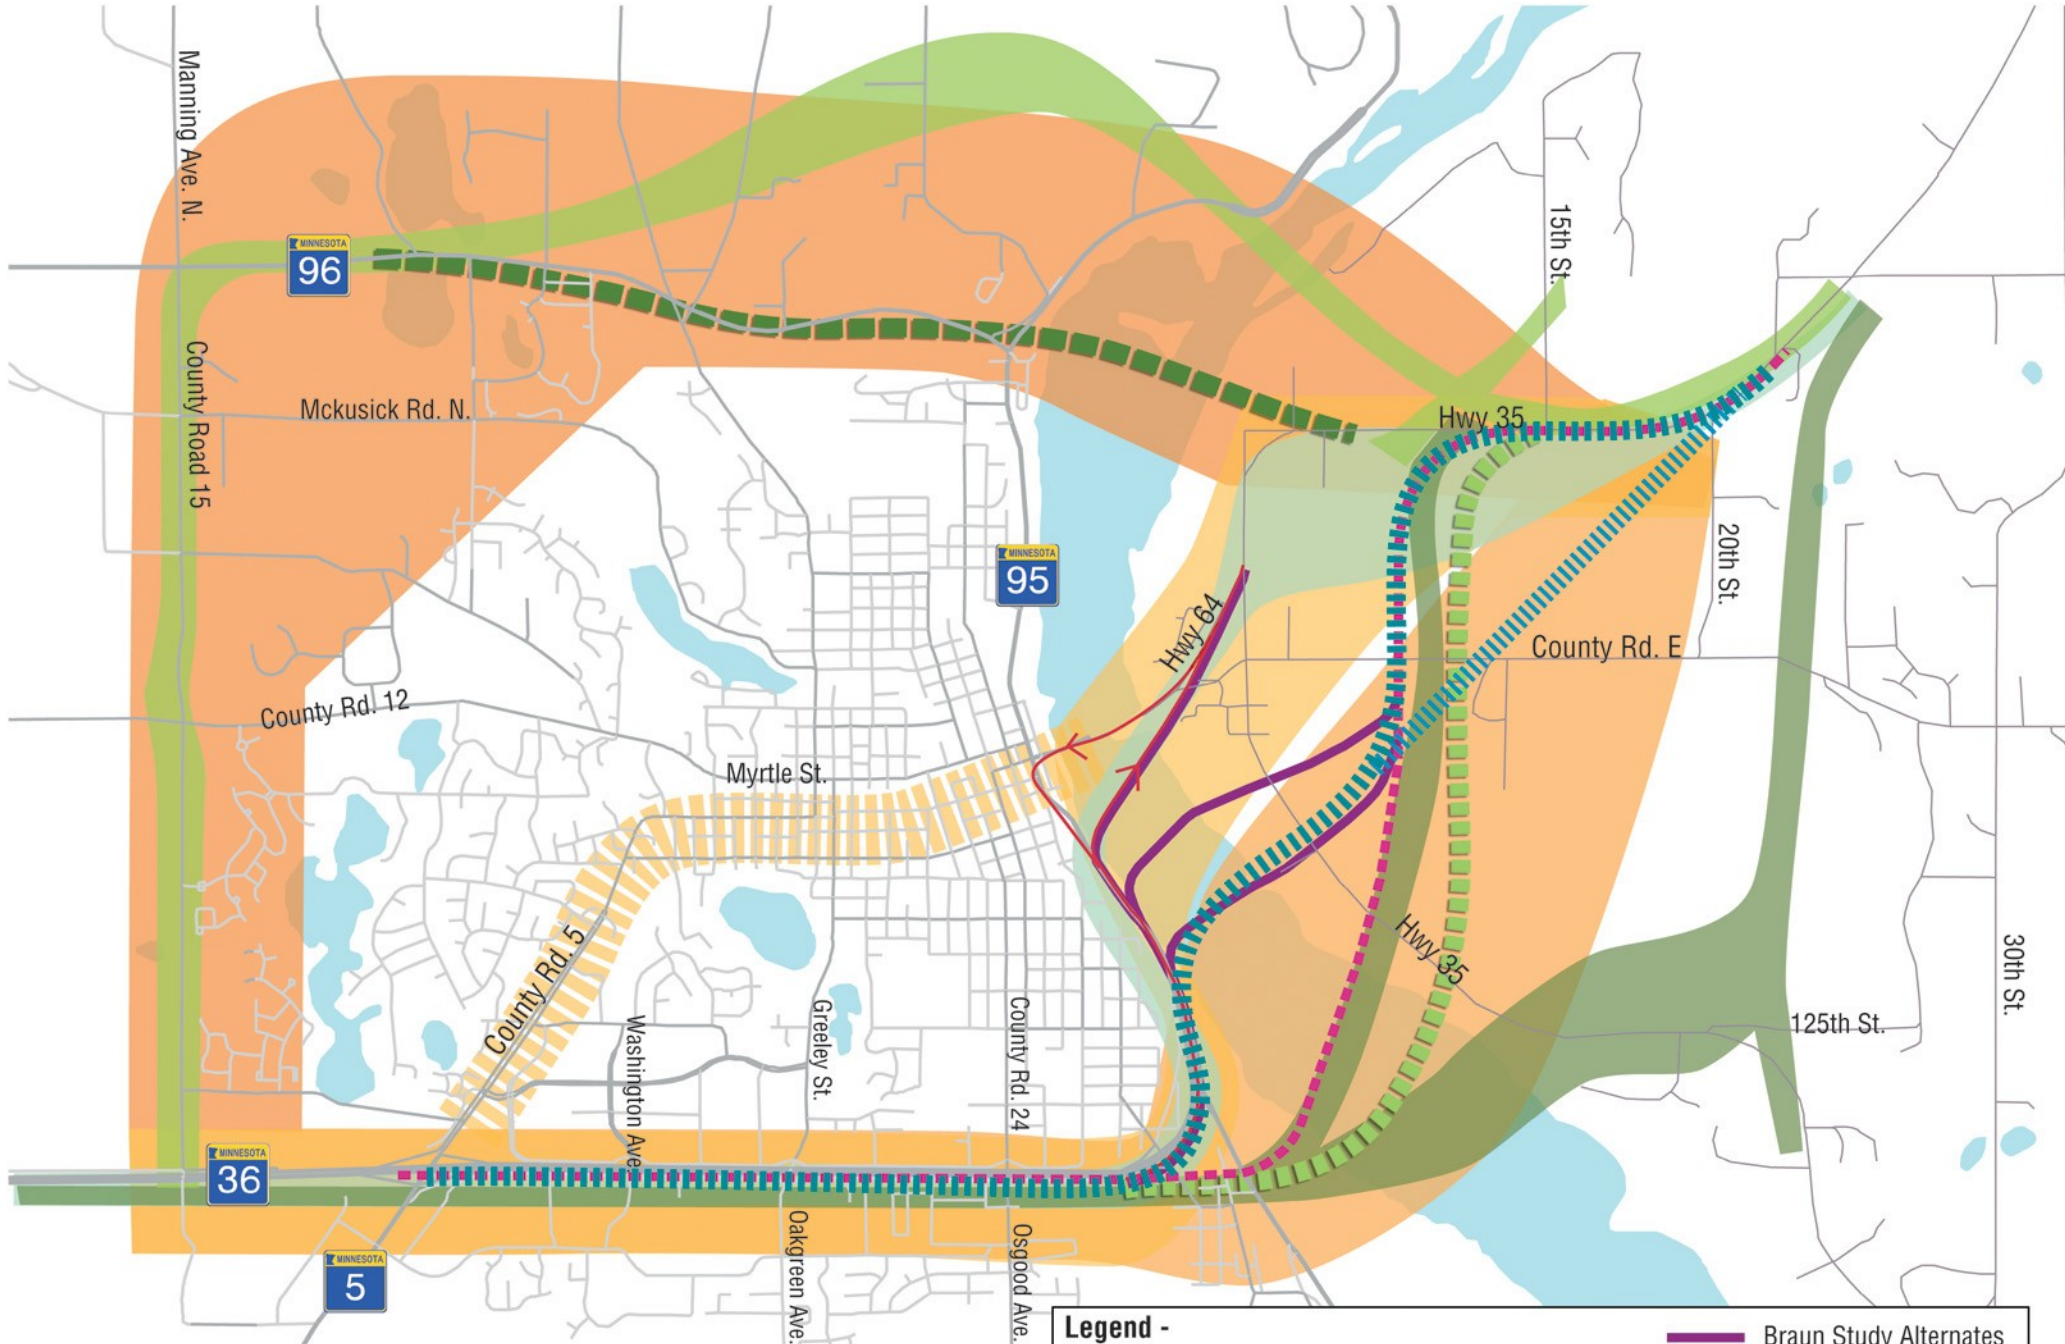 Manning Ave. N.
15th St.
MINNESOTA
96
County Road 15
Mckusick Rd. N.
Hwy 35
MINNESOTA
95
20th St.
Hwy 64
County Rd. E
County Rd. 12
Myrtle St.
County Rd. 5
Hwy 35
30th St.
Washington Ave.
Greeley St.
County Rd. 24
125th St.
MINNESOTA
36
Oakgreen Ave.
Osgood Ave.
MINNESOTA
5
Legend -
Braun Study Alternates